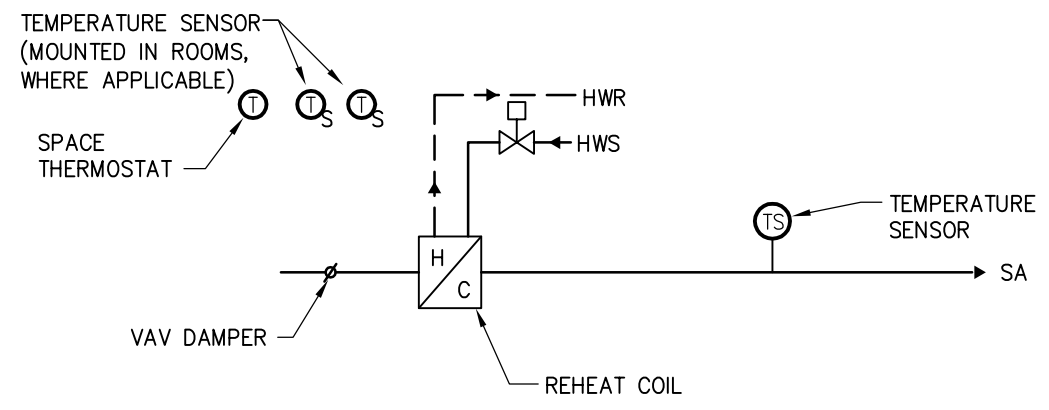 TEMPERATURE SENSOR
(MOUNTED IN ROOMS,
WHERE APPLICABLE)
T
T
S
T
S
SPACE
THERMOSTAT
HWR
HWS
TS
TEMPERATURE
SENSOR
H
C
SA
VAV DAMPER
REHEAT COIL